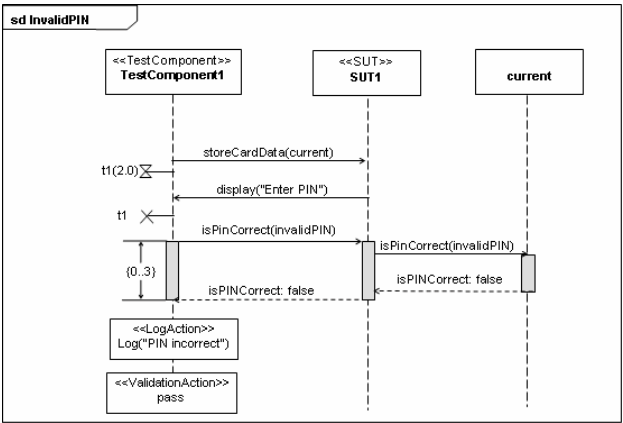 sd InvalidPIN
<<TestComponent>>
TestComponent1
<<SUT>>
SUT1
current
storeCardData(current)
t1(2.0)
display("Enter PIN")
t1
isPinCorrect(invalidPIN)
isPinCorrect(invalidPIN)
{0..3}
isPINCorrect: false
isPINCorrect: false
<<LogAction>>
Log("PIN incorrect")
<<ValidationAction>>
pass